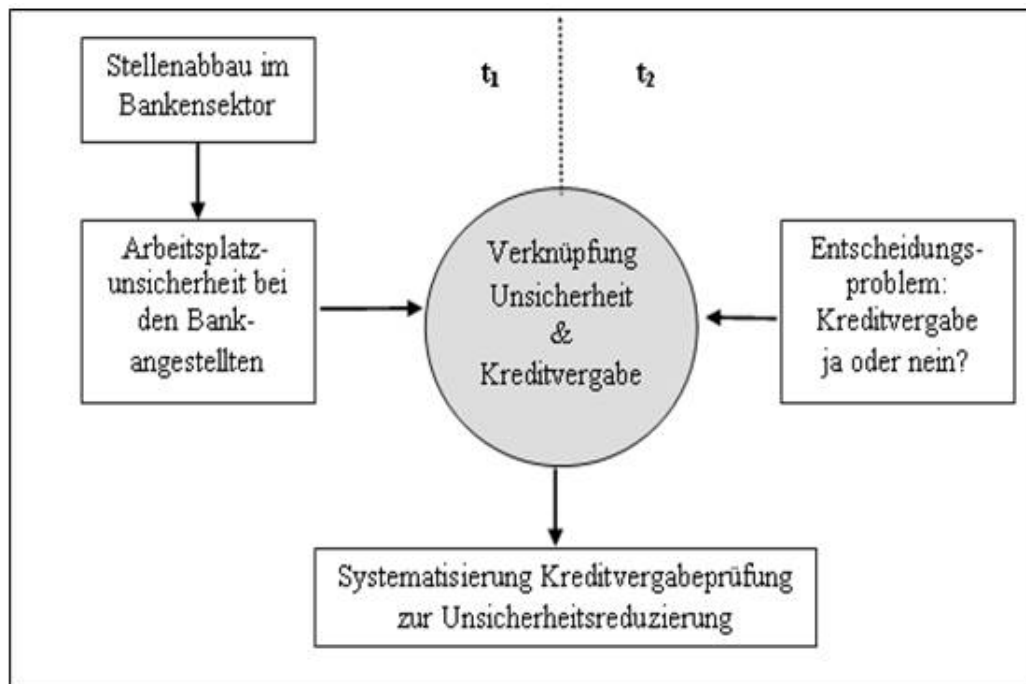 Stellenabbau im
Bankensektor
t₁
t₂
Arbeitsplatz-
unsicherheit bei
den Bank-
angestellten
Verknüpfung
Unsicherheit
&
Kreditvergabe
Entscheidungs-
problem:
Kreditvergabe
ja oder nein?
Systematisierung Kreditvergabeprüfung
zur Unsicherheitsreduzierung